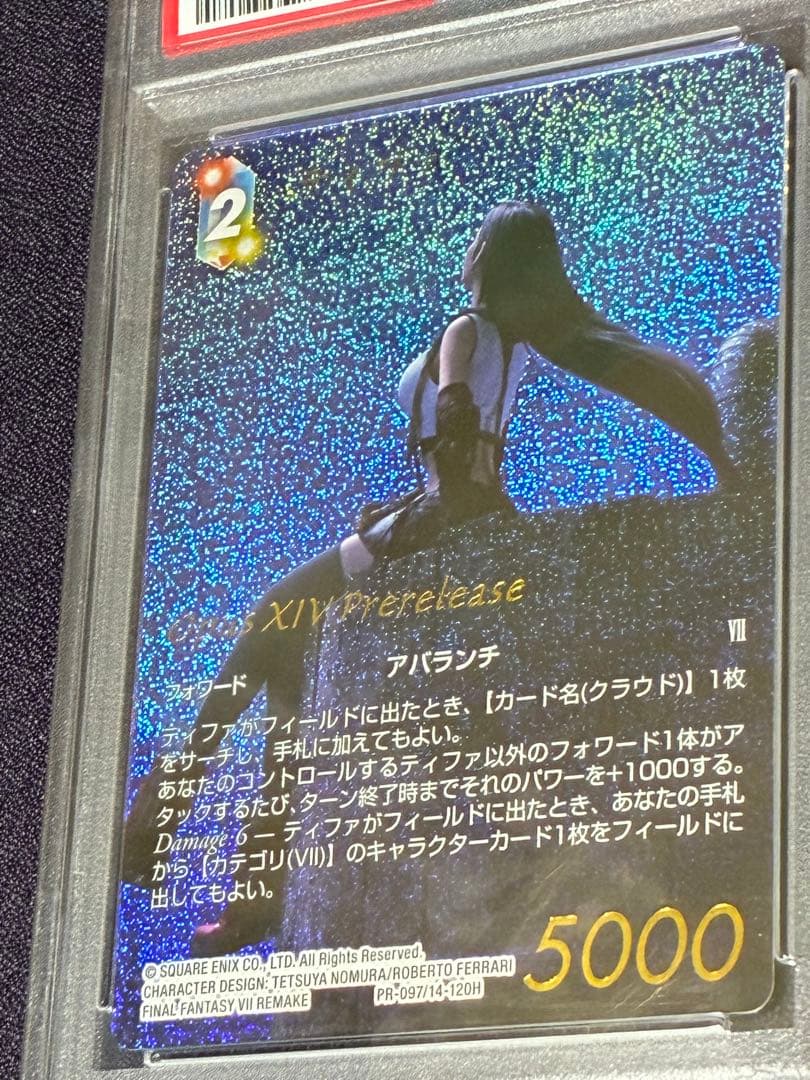 2
Opus XIV Prerelease
VII
アバランチ
フォワード
ティファがフィールドに出たとき、【カード名(クラウド)】1枚
をサーチし、手札に加えてもよい。
あなたのコントロールするティファ以外のフォワード1体がア
タックするたび、ターン終了時までそれのパワーを+1000する。
Damage 6 — ティファがフィールドに出たとき、あなたの手札
から【カテゴリ(VII)】のキャラクターカード1枚をフィールドに
出してもよい。
5000
© SQUARE ENIX CO., LTD. All Rights Reserved.
CHARACTER DESIGN: TETSUYA NOMURA/ROBERTO FERRARI
FINAL FANTASY VII REMAKE PR-097/14-120H